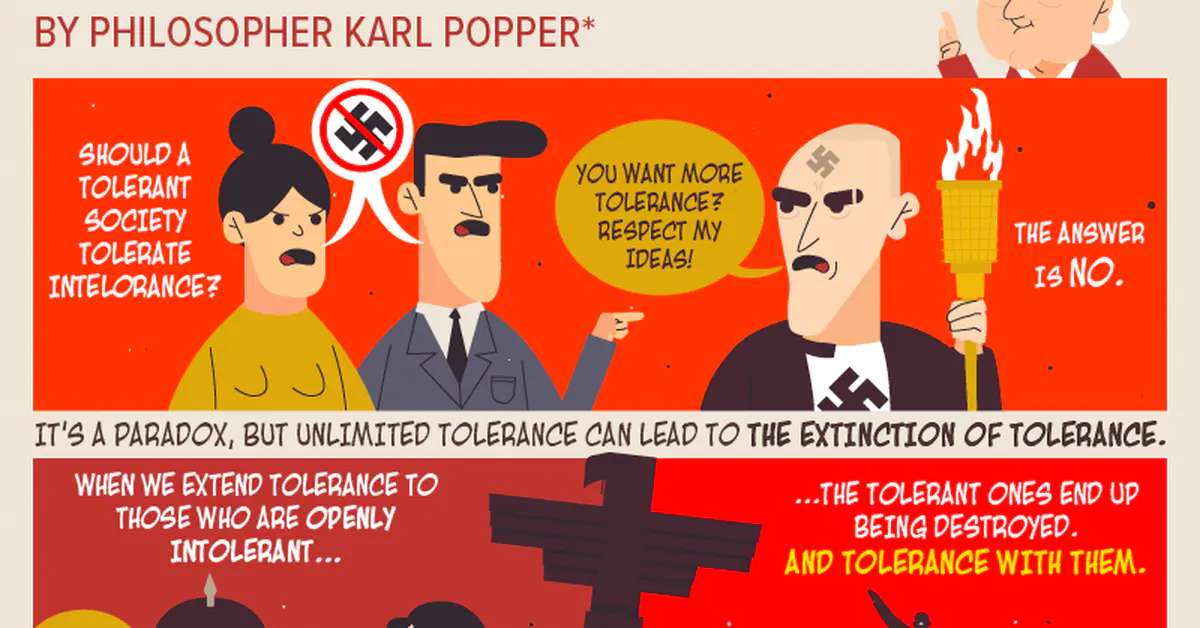 BY PHILOSOPHER KARL POPPER*
SHOULD A
TOLERANT
SOCIETY
TOLERATE
INTELORANCE?
YOU WANT MORE
TOLERANCE?
RESPECT MY
IDEAS!
THE ANSWER
IS NO.
IT'S A PARADOX, BUT UNLIMITED TOLERANCE CAN LEAD TO THE EXTINCTION OF TOLERANCE.
WHEN WE EXTEND TOLERANCE TO
THOSE WHO ARE OPENLY
INTOLERANT...
...THE TOLERANT ONES END UP
BEING DESTROYED.
AND TOLERANCE WITH THEM.